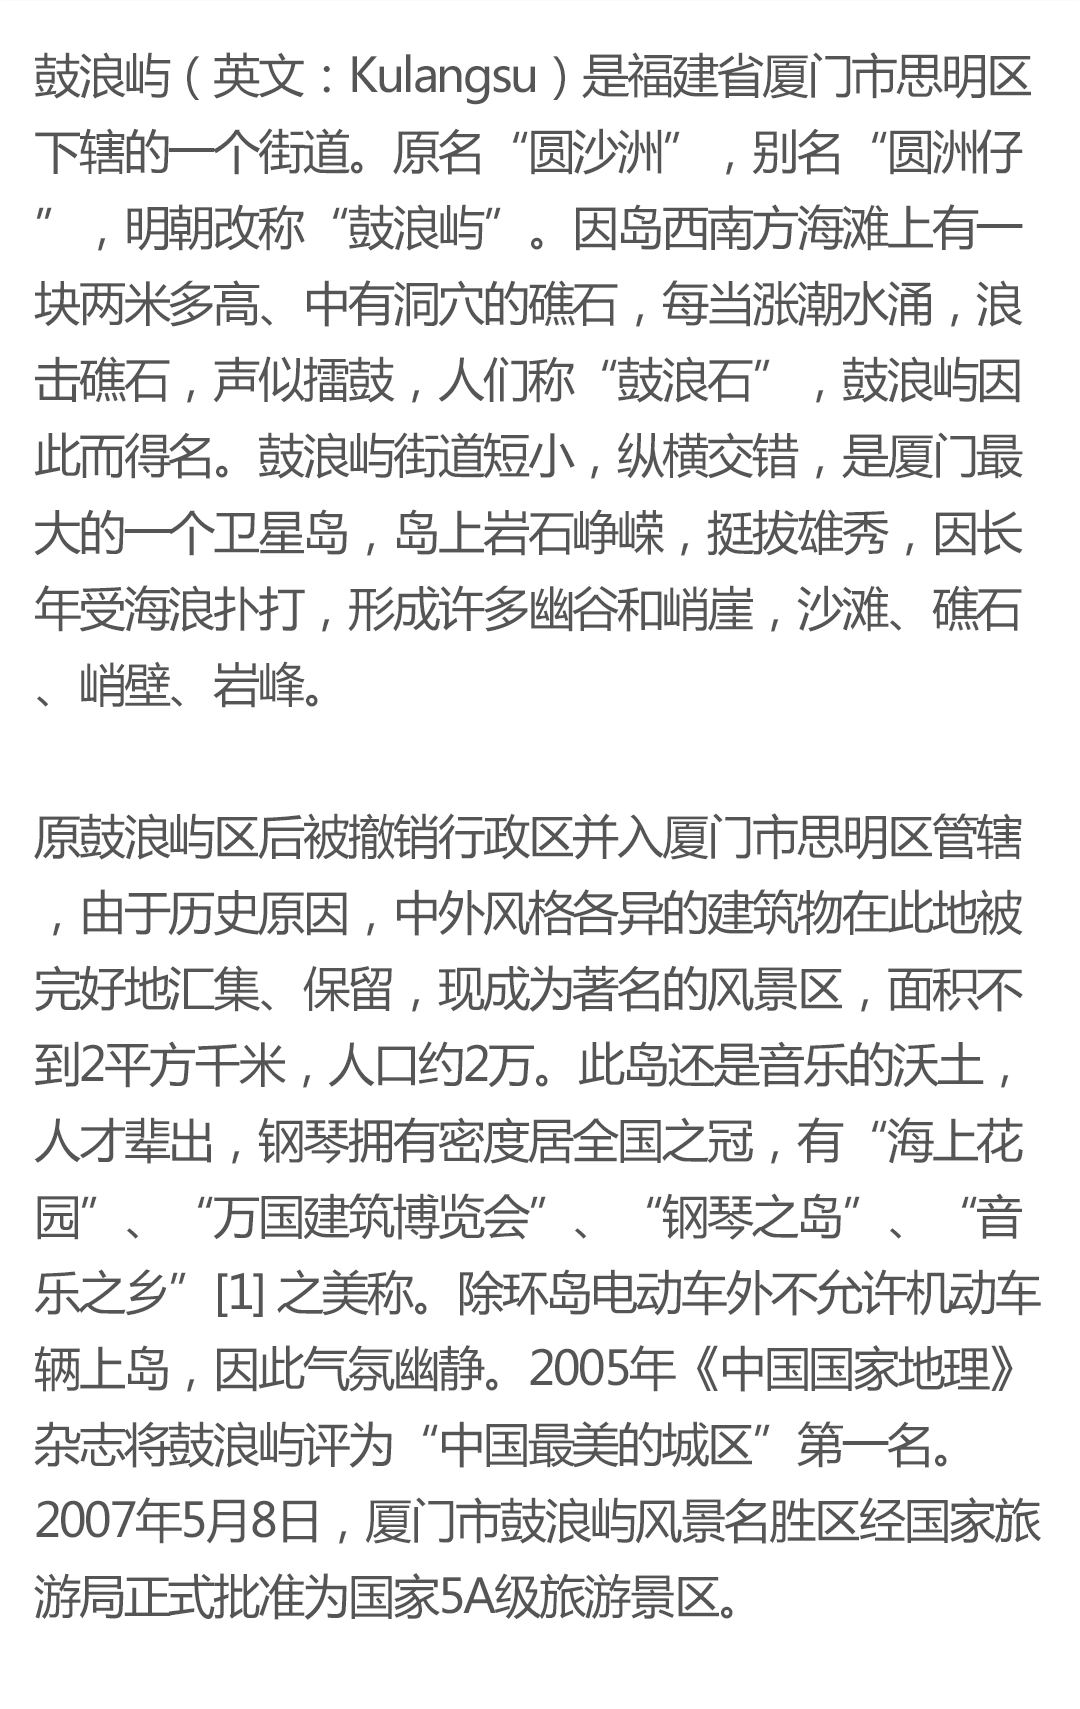 鼓浪屿（英文：Kulangsu）是福建省厦门市思明区
下辖的一个街道。原名“圆沙洲”，别名“圆洲仔
”，明朝改称“鼓浪屿”。因岛西南方海滩上有一
块两米多高、中有洞穴的礁石，每当涨潮水涌，浪
击礁石，声似擂鼓，人们称“鼓浪石”，鼓浪屿因
此而得名。鼓浪屿街道短小，纵横交错，是厦门最
大的一个卫星岛，岛上岩石峥嵘，挺拔雄秀，因长
年受海浪扑打，形成许多幽谷和峭崖，沙滩、礁石
、峭壁、岩峰。
原鼓浪屿区后被撤销行政区并入厦门市思明区管辖
，由于历史原因，中外风格各异的建筑物在此地被
完好地汇集、保留，现成为著名的风景区，面积不
到2平方千米，人口约2万。此岛还是音乐的沃土，
人才辈出，钢琴拥有密度居全国之冠，有“海上花
园”、“万国建筑博览会”、“钢琴之岛”、“音
乐之乡”[1] 之美称。除环岛电动车外不允许机动车
辆上岛，因此气氛幽静。2005年《中国国家地理》
杂志将鼓浪屿评为“中国最美的城区”第一名。
2007年5月8日，厦门市鼓浪屿风景名胜区经国家旅
游局正式批准为国家5A级旅游景区。